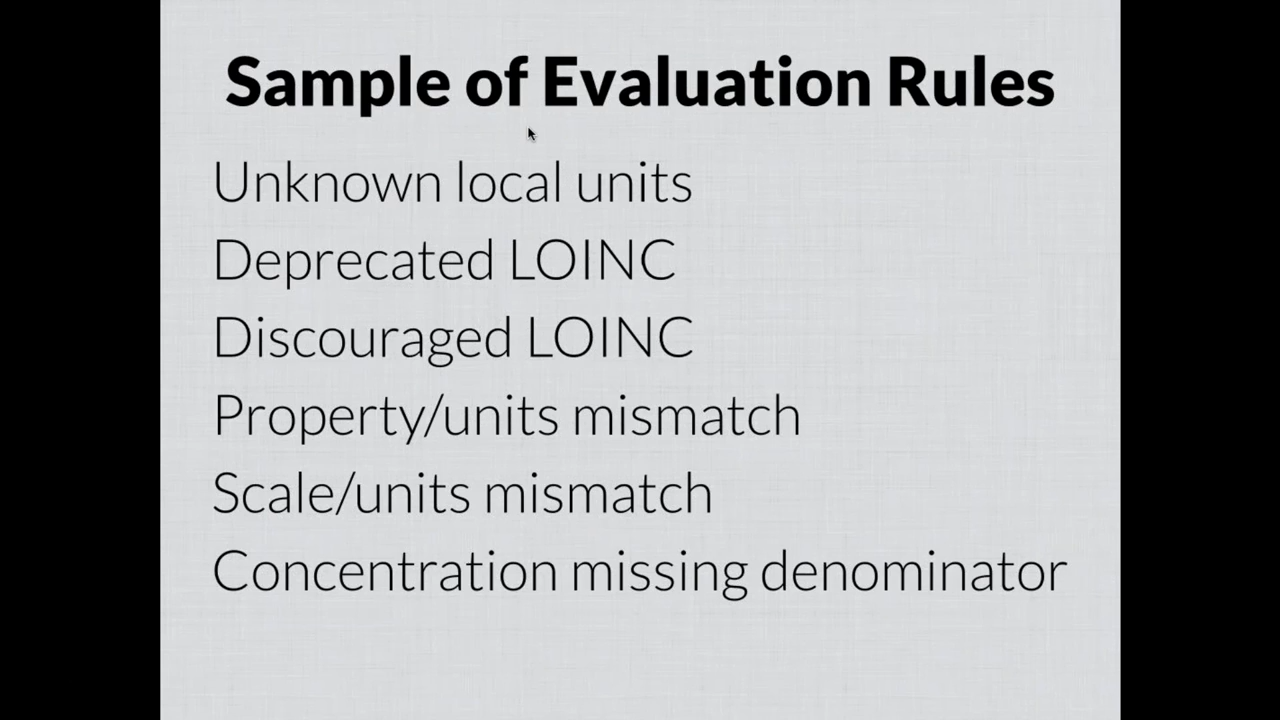 Sample of Evaluation Rules
Unknown local units
Deprecated LOINC
Discouraged LOINC
Property/units mismatch
Scale/units mismatch
Concentration missing denominator